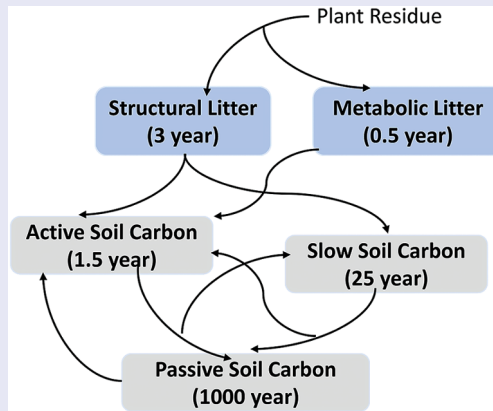 Plant Residue
Structural Litter
(3 year)
Metabolic Litter
(0.5 year)
Active Soil Carbon
(1.5 year)
Slow Soil Carbon
(25 year)
Passive Soil Carbon
(1000 year)